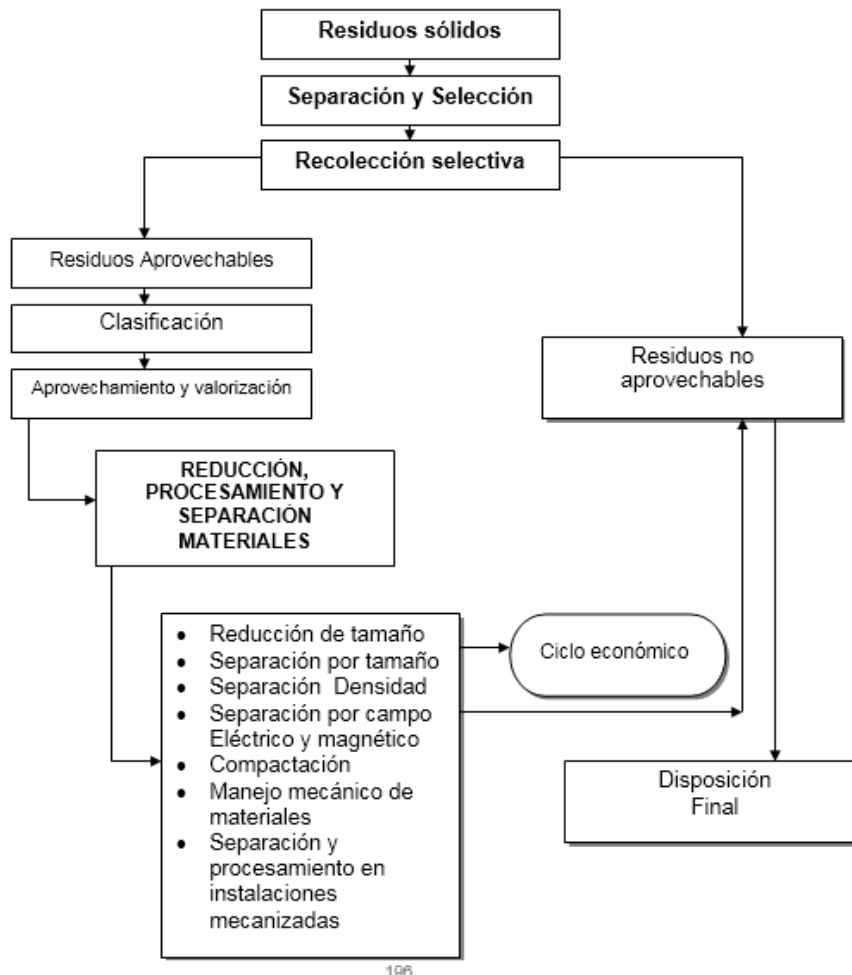 Residuos sólidos
Separación y Selección
Recolección selectiva
Residuos Aprovechables
Clasificación
Aprovechamiento y valorización
Residuos no
aprovechables
REDUCCIÓN,
PROCESAMIENTO Y
SEPARACIÓN
MATERIALES
• Reducción de tamaño
• Separación por tamaño
• Separación Densidad
• Separación por campo
Eléctrico y magnético
• Compactación
• Manejo mecánico de
materiales
• Separación y
procesamiento en
instalaciones
mecanizadas
Ciclo económico
Disposición
Final
196